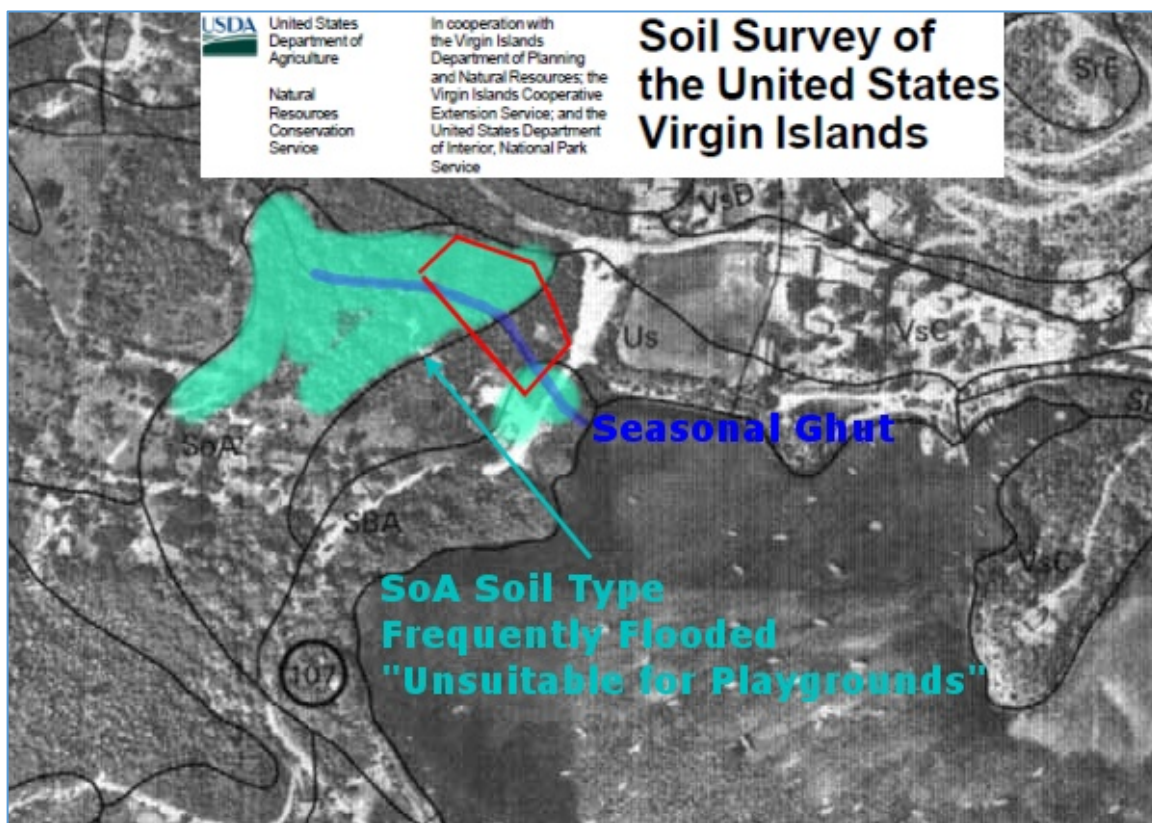 USDA
United States
Department of
Agriculture
Natural
Resources
Conservation
Service
In cooperation with
the Virgin Islands
Department of Planning
and Natural Resources; the
Virgin Islands Cooperative
Extension Service; and the
United States Department
of Interior, National Park
Service
Soil Survey of
the United States
Virgin Islands
SrE
VsD
Us
VsC
Seasonal Ghut
SoA
SBA
VsC
SoA Soil Type
Frequently Flooded
"Unsuitable for Playgrounds"
107